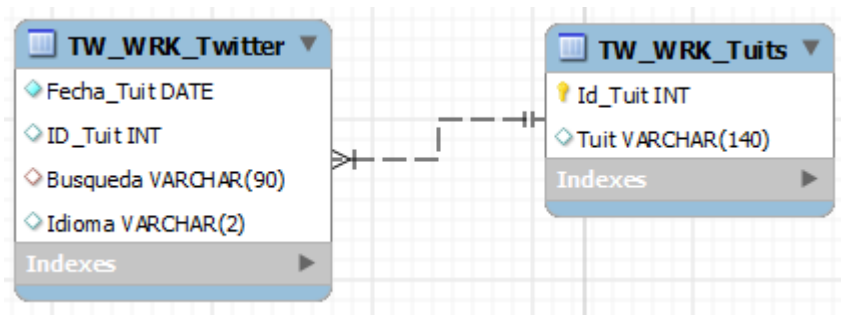 TW_WRK_Twitter
Fecha_Tuit DATE
ID_Tuit INT
Busqueda VARCHAR(90)
Idioma VARCHAR(2)
Indexes
TW_WRK_Tuits
Id_Tuit INT
Tuit VARCHAR(140)
Indexes